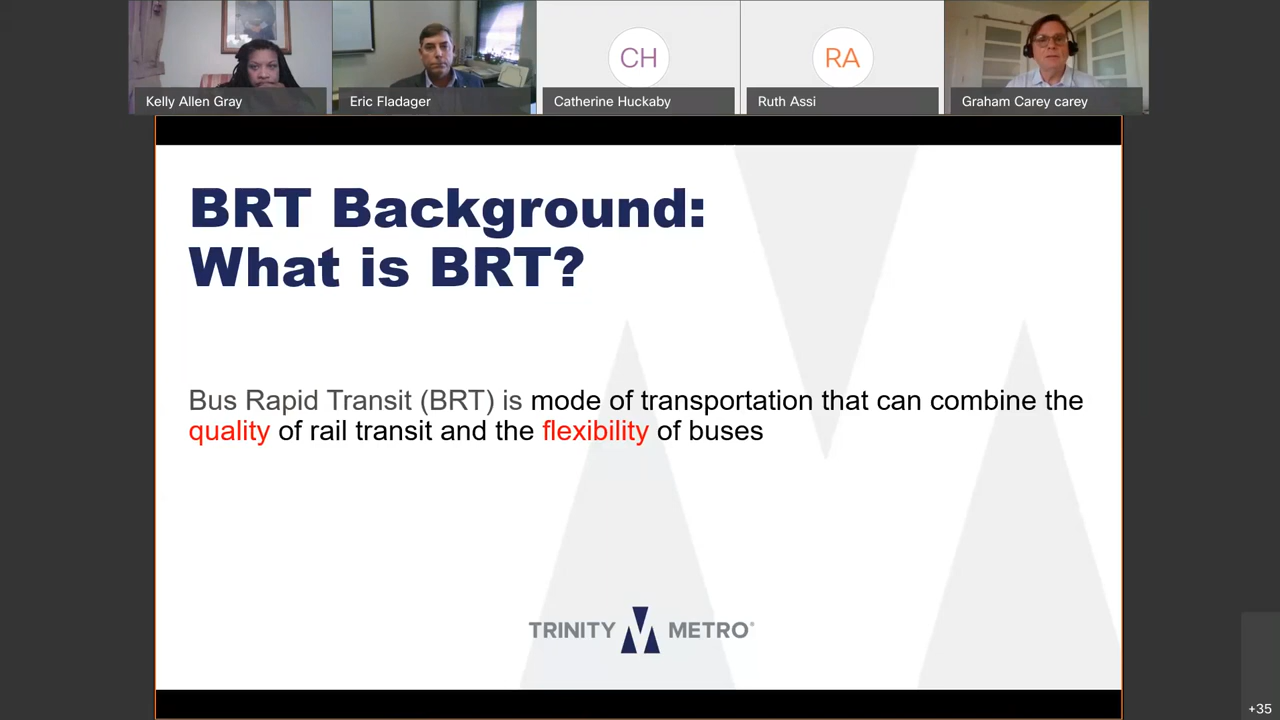 CH
RA
Kelly Allen Gray
Eric Fladager
Catherine Huckaby
Ruth Assi
Graham Carey carey
BRT Background:
What is BRT?
Bus Rapid Transit (BRT) is mode of transportation that can combine the
quality of rail transit and the flexibility of buses
TRINITY METRO®
+35